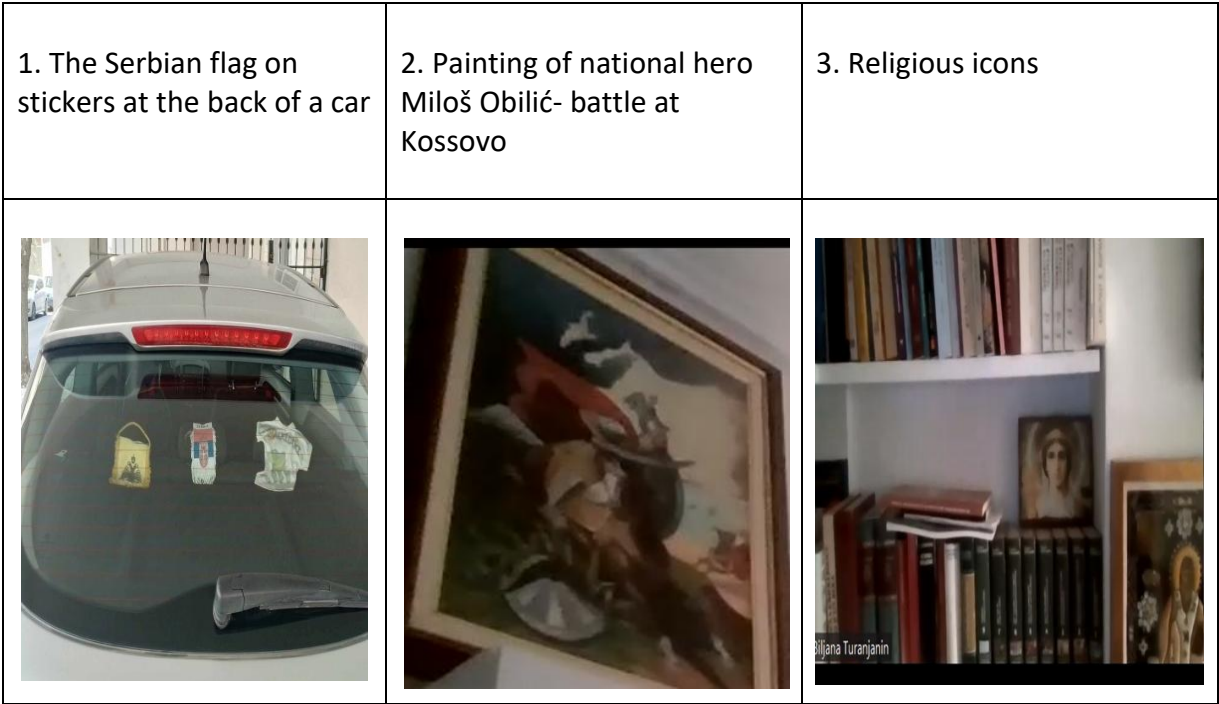 1. The Serbian flag on
stickers at the back of a car
2. Painting of national hero
Miloš Obilić- battle at
Kossovo
3. Religious icons
Biljana Turanjanin